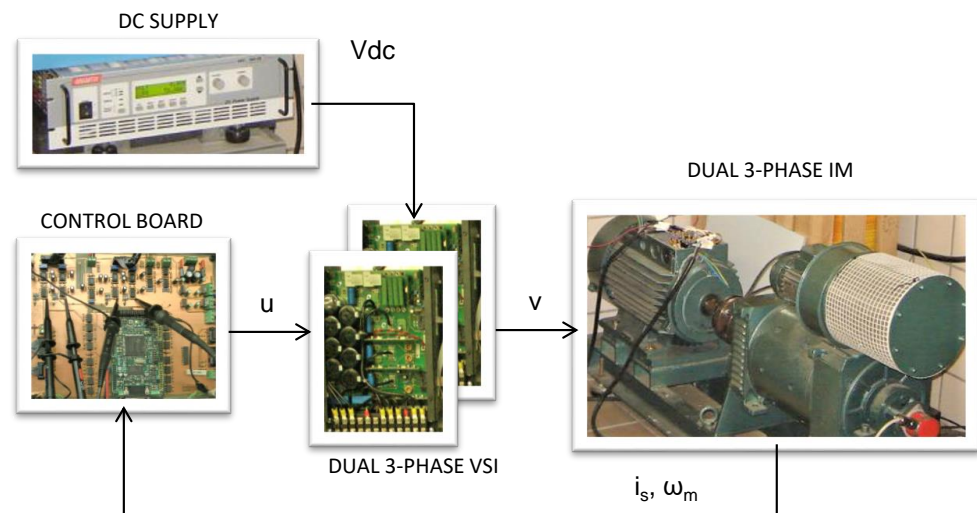 DC SUPPLY
Vdc
DUAL 3-PHASE IM
CONTROL BOARD
u
v
DUAL 3-PHASE VSI
iₛ, ωₘ